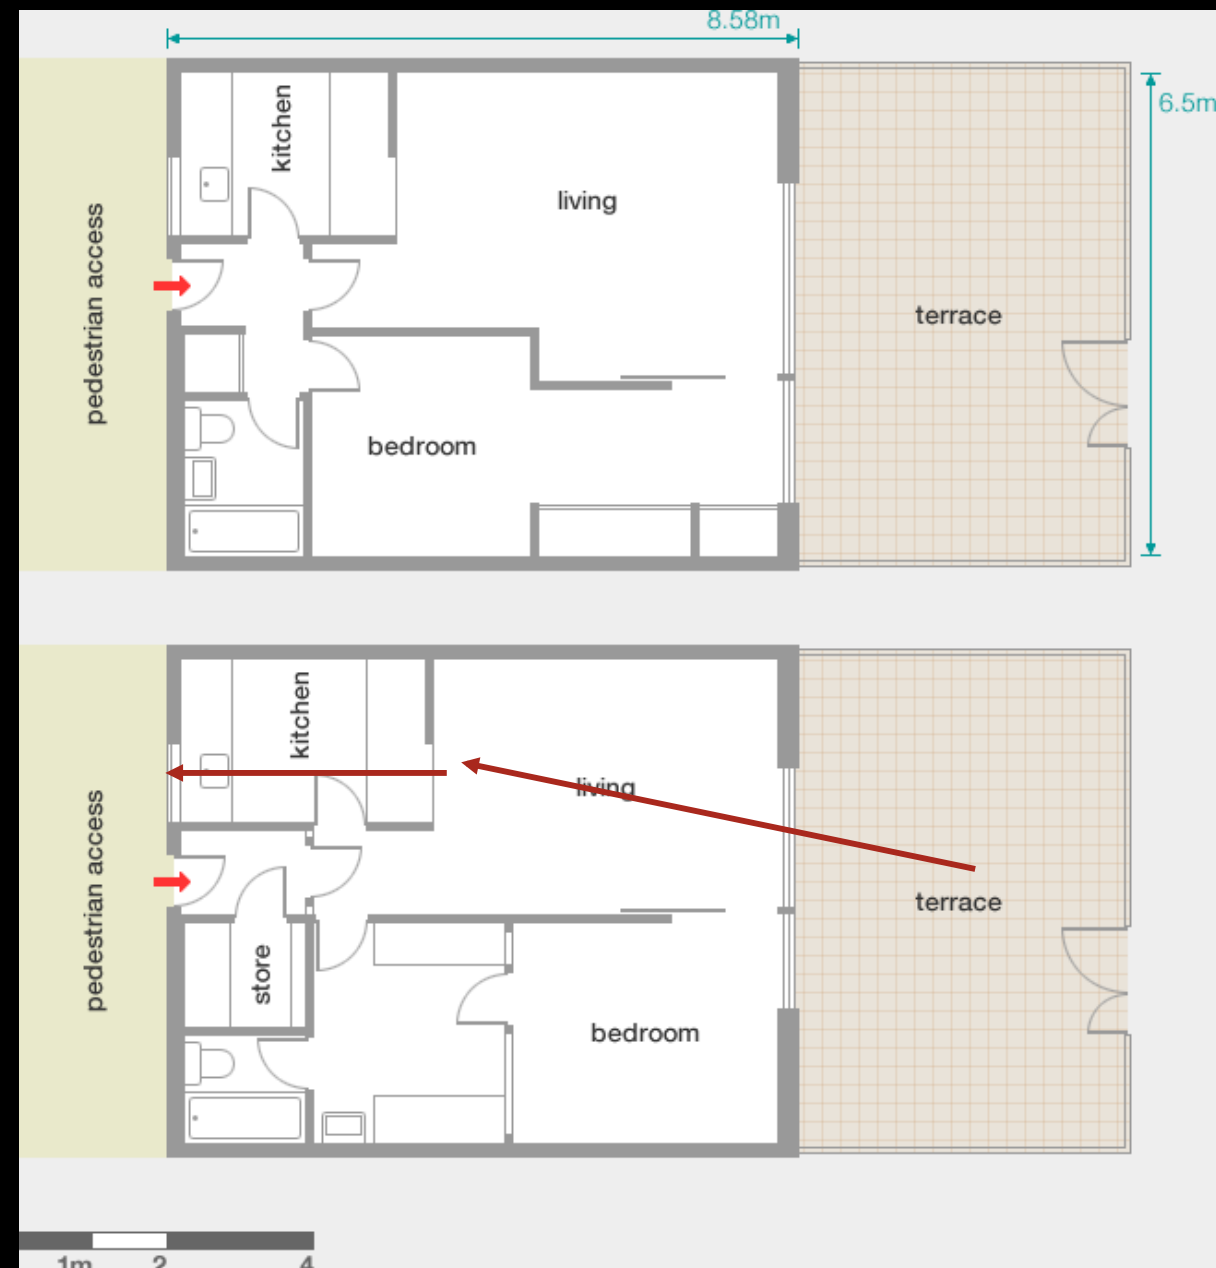 8.58m
kitchen
6.5m
living
pedestrian access
terrace
bedroom
kitchen
living
pedestrian access
terrace
store
bedroom
1m 2 4